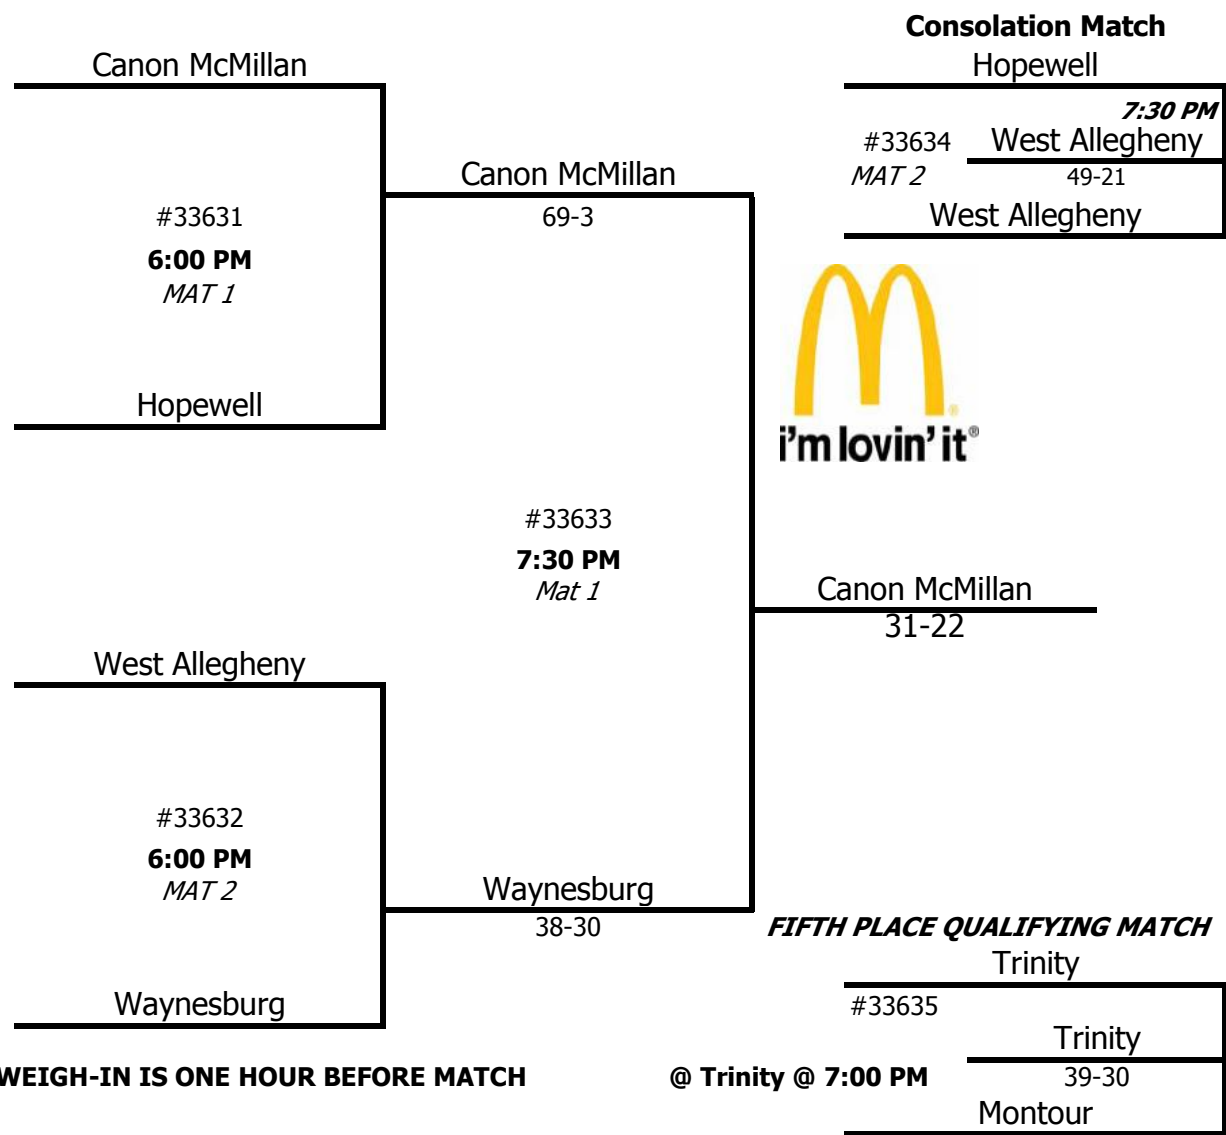 Consolation Match
Canon McMillan
Hopewell
7:30 PM
#33634
West Allegheny
Canon McMillan
MAT 2
49-21
#33631
69-3
West Allegheny
6:00 PM
MAT 1
Hopewell
i'm lovin' it®
#33633
7:30 PM
Mat 1
Canon McMillan
31-22
West Allegheny
#33632
6:00 PM
MAT 2
Waynesburg
38-30
FIFTH PLACE QUALIFYING MATCH
Trinity
Waynesburg
#33635
Trinity
WEIGH-IN IS ONE HOUR BEFORE MATCH
@ Trinity @ 7:00 PM
39-30
Montour